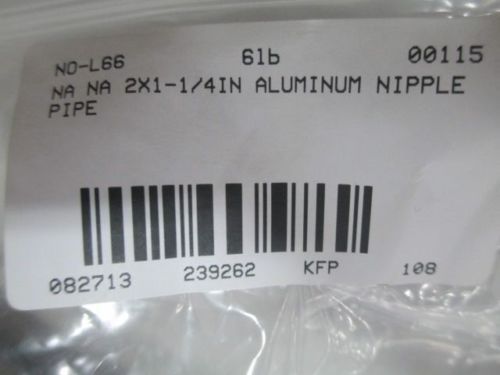 NO-L66 61b 00115
NA NA 2X1-1/4IN ALUMINUM NIPPLE
PIPE
082713 239262 KFP 108